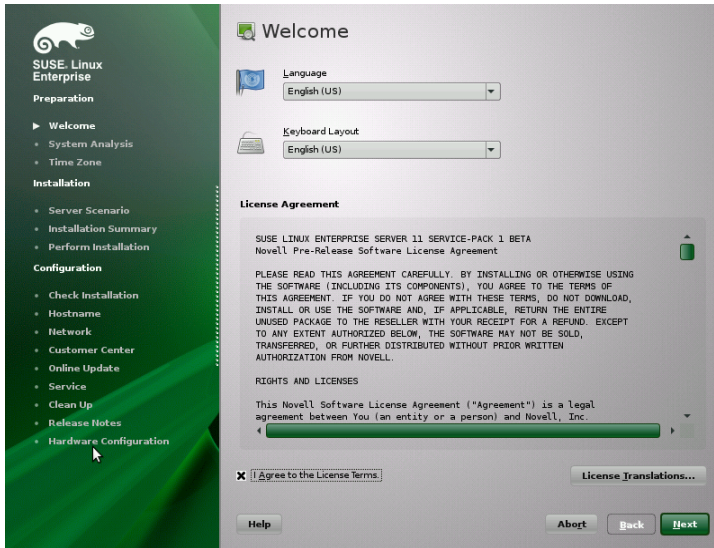 SUSE. Linux
Enterprise
Preparation
Welcome
System Analysis
Time Zone
Installation
Server Scenario
Installation Summary
Perform Installation
Configuration
Check Installation
Hostname
Network
Customer Center
Online Update
Service
Clean Up
Release Notes
Hardware Configuration
Welcome
Language
English (US)
Keyboard Layout
English (US)
License Agreement
SUSE LINUX ENTERPRISE SERVER 11 SERVICE-PACK 1 BETA
Novell Pre-Release Software License Agreement
PLEASE READ THIS AGREEMENT CAREFULLY. BY INSTALLING OR OTHERWISE USING
THE SOFTWARE (INCLUDING ITS COMPONENTS), YOU AGREE TO THE TERMS OF
THIS AGREEMENT. IF YOU DO NOT AGREE WITH THESE TERMS, DO NOT DOWNLOAD,
INSTALL OR USE THE SOFTWARE AND, IF APPLICABLE, RETURN THE ENTIRE
UNUSED PACKAGE TO THE RESELLER WITH YOUR RECEIPT FOR A REFUND. EXCEPT
TO ANY EXTENT AUTHORIZED BELOW, THE SOFTWARE MAY NOT BE SOLD,
TRANSFERRED, OR FURTHER DISTRIBUTED WITHOUT PRIOR WRITTEN
AUTHORIZATION FROM NOVELL.
RIGHTS AND LICENSES
This Novell Software License Agreement ("Agreement") is a legal
agreement between You (an entity or a person) and Novell, Inc.
I Agree to the License Terms.
License Translations...
Help
Abort
Back
Next